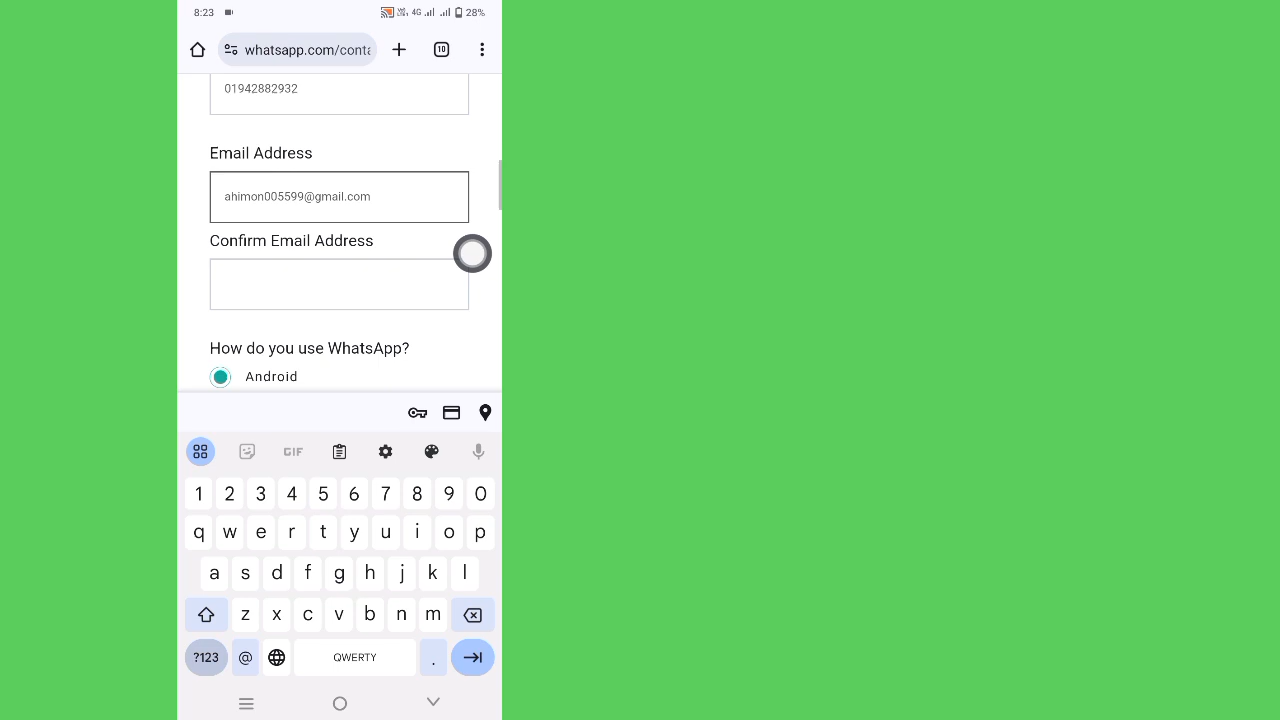 8:23 4G 28%
whatsapp.com/conta 10
01942882932
Email Address
ahimon005599@gmail.com
Confirm Email Address
How do you use WhatsApp?
Android
GIF
1 2 3 4 5 6 7 8 9 0
q w e r t y u i o p
a s d f g h j k l
z x c v b n m
?123 @ QWERTY .